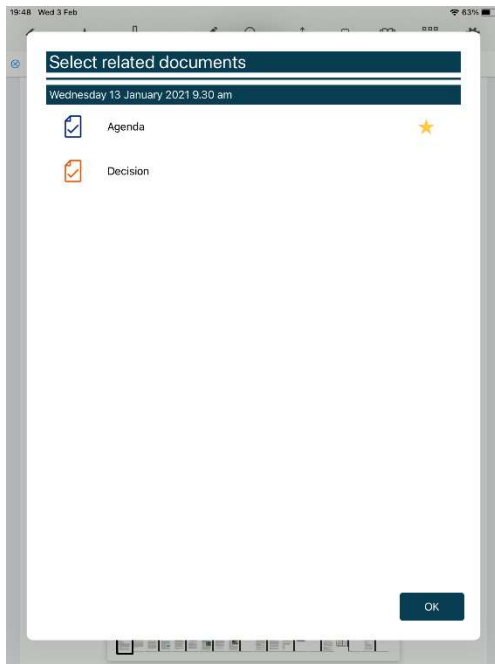 19:48 Wed 3 Feb
63%
Select related documents
Wednesday 13 January 2021 9.30 am
Agenda
Decision
OK